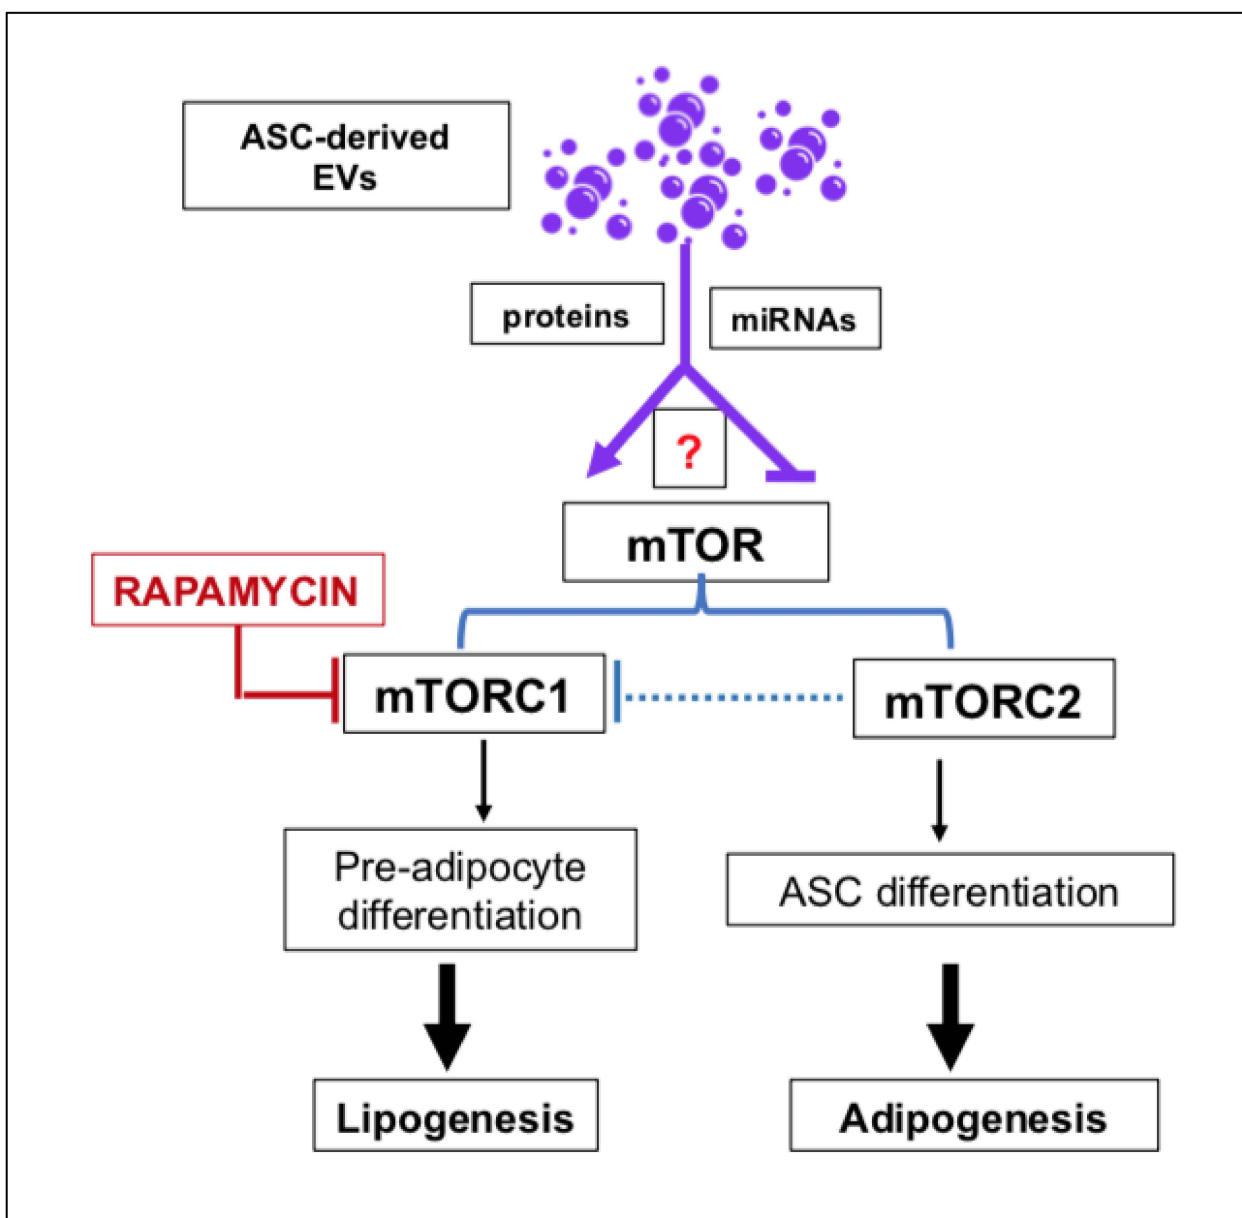 ASC-derived
EVs
proteins
miRNAs
?
mTOR
RAPAMYCIN
mTORC1
mTORC2
Pre-adipocyte
differentiation
ASC differentiation
Lipogenesis
Adipogenesis